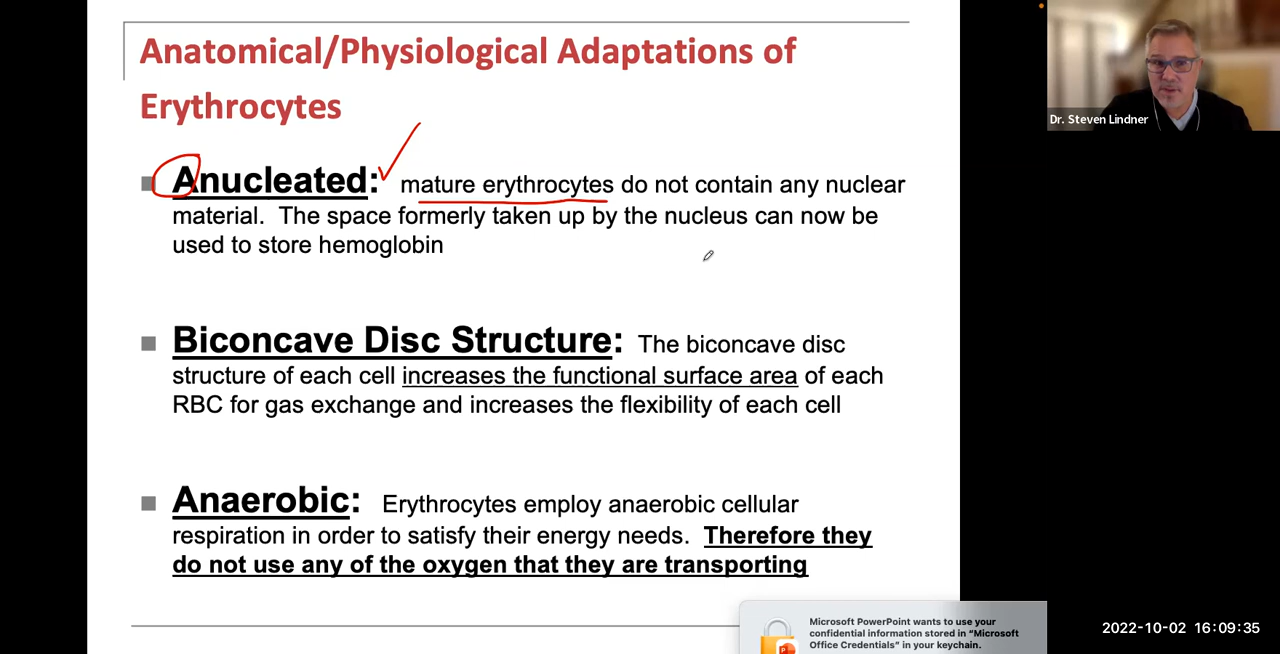 Anatomical/Physiological Adaptations of
Erythrocytes
Dr. Steven Lindner
■ Anucleated: mature erythrocytes do not contain any nuclear
material. The space formerly taken up by the nucleus can now be
used to store hemoglobin
■ Biconcave Disc Structure: The biconcave disc
structure of each cell increases the functional surface area of each
RBC for gas exchange and increases the flexibility of each cell
■ Anaerobic: Erythrocytes employ anaerobic cellular
respiration in order to satisfy their energy needs. Therefore they
do not use any of the oxygen that they are transporting
Microsoft PowerPoint wants to use your
confidential information stored in “Microsoft
Office Credentials” in your keychain.
2022-10-02 16:09:35